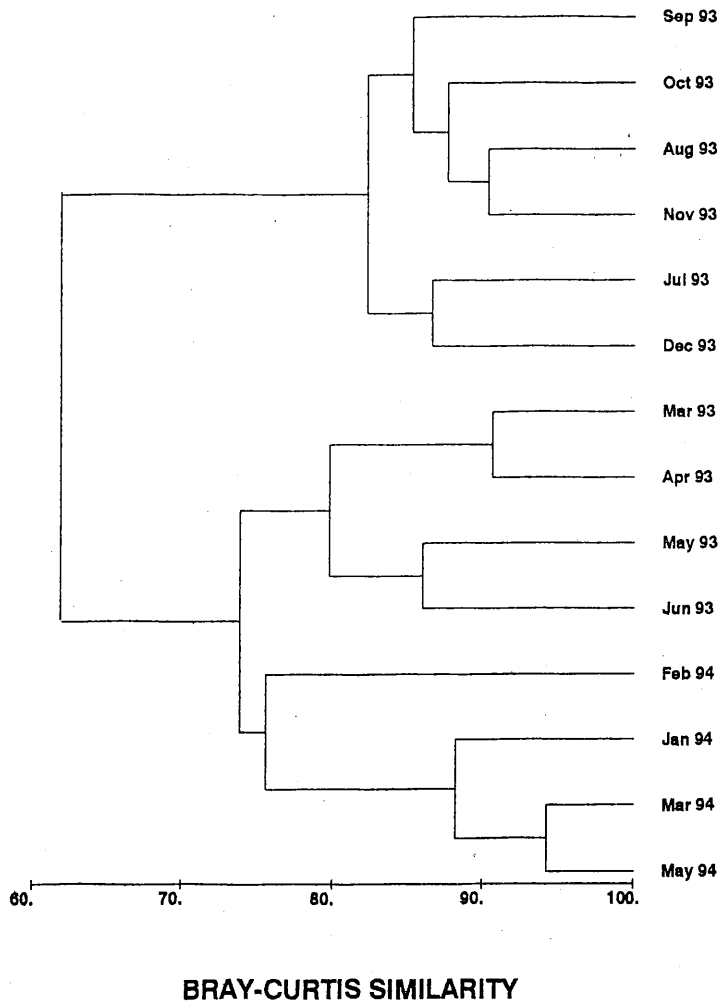 Sep 93
Oct 93
Aug 93
Nov 93
Jul 93
Dec 93
Mar 93
Apr 93
May 93
Jun 93
Feb 94
Jan 94
Mar 94
May 94
60. 70. 80. 90. 100.
BRAY-CURTIS SIMILARITY